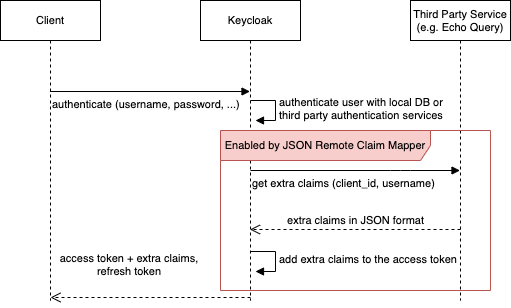 Client
Keycloak
Third Party Service
(e.g. Echo Query)
authenticate (username, password, ...)
authenticate user with local DB or
third party authentication services
Enabled by JSON Remote Claim Mapper
get extra claims (client_id, username)
extra claims in JSON format
access token + extra claims,
refresh token
add extra claims to the access token